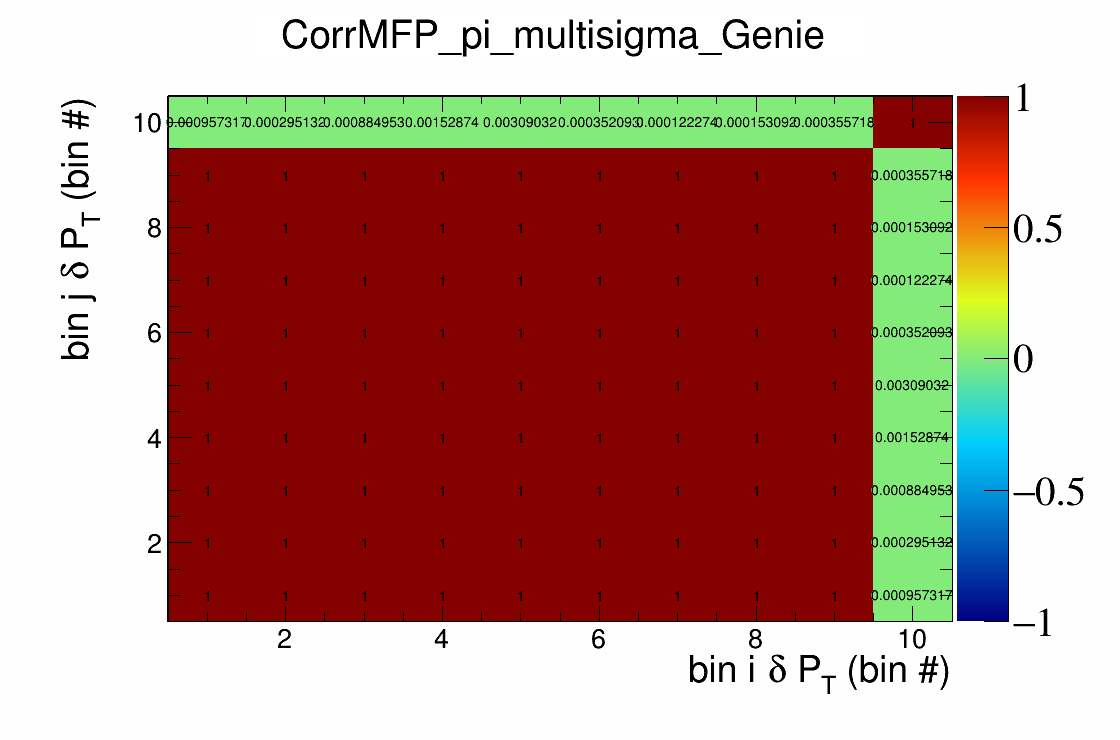 CorrMFP_pi_multisigma_Genie
bin j δ P_T (bin #)
10 0.000957317 0.000295132 0.000884953 0.00152874 0.00309032 0.000352093 0.000122274 0.000153092 0.000355718 1
1 1 1 1 1 1 1 1 1 0.000355718
8 1 1 1 1 1 1 1 1 1 0.000153092
1 1 1 1 1 1 1 1 1 0.000122274
6 1 1 1 1 1 1 1 1 1 0.000352093
1 1 1 1 1 1 1 1 1 0.00309032
4 1 1 1 1 1 1 1 1 1 0.00152874
1 1 1 1 1 1 1 1 1 0.000884953
2 1 1 1 1 1 1 1 1 1 0.000295132
1 1 1 1 1 1 1 1 1 0.000957317
2 4 6 8 10
bin i δ P_T (bin #)
1
0.5
0
−0.5
−1